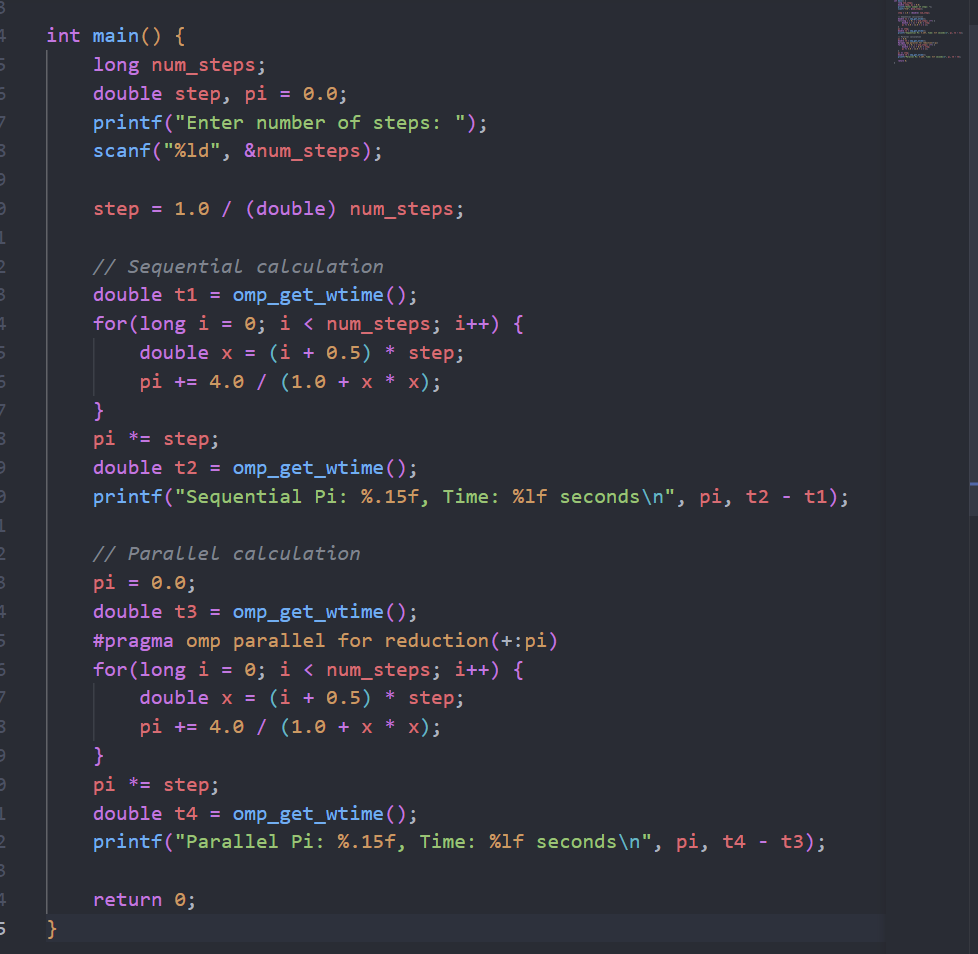 int main() {
    long num_steps;
    double step, pi = 0.0;
    printf("Enter number of steps: ");
    scanf("%ld", &num_steps);

    step = 1.0 / (double) num_steps;

    // Sequential calculation
    double t1 = omp_get_wtime();
    for(long i = 0; i < num_steps; i++) {
        double x = (i + 0.5) * step;
        pi += 4.0 / (1.0 + x * x);
    }
    pi *= step;
    double t2 = omp_get_wtime();
    printf("Sequential Pi: %.15f, Time: %lf seconds\n", pi, t2 - t1);

    // Parallel calculation
    pi = 0.0;
    double t3 = omp_get_wtime();
    #pragma omp parallel for reduction(+:pi)
    for(long i = 0; i < num_steps; i++) {
        double x = (i + 0.5) * step;
        pi += 4.0 / (1.0 + x * x);
    }
    pi *= step;
    double t4 = omp_get_wtime();
    printf("Parallel Pi: %.15f, Time: %lf seconds\n", pi, t4 - t3);

    return 0;
}